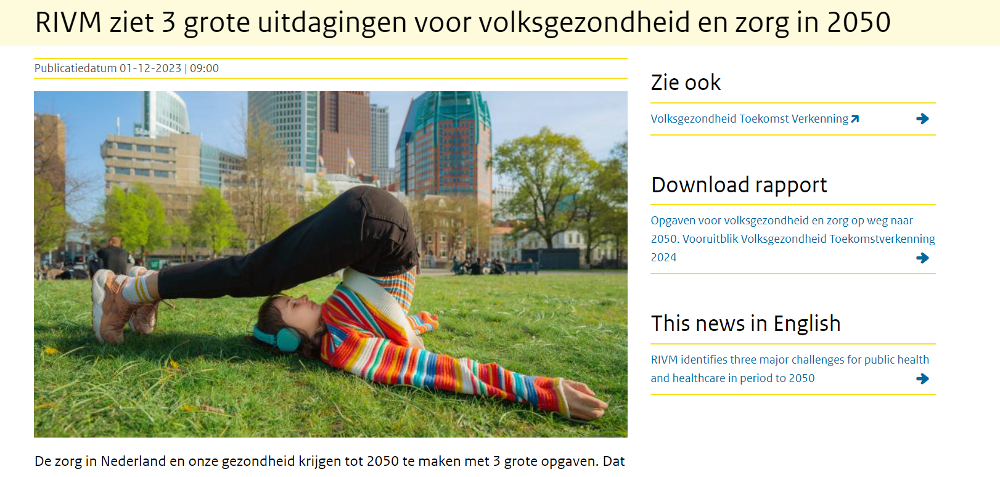 RIVM ziet 3 grote uitdagingen voor volksgezondheid en zorg in 2050
Publicatiedatum 01-12-2023 | 09:00
Zie ook
Volksgezondheid Toekomst Verkenning
Download rapport
Opgaven voor volksgezondheid en zorg op weg naar
2050. Vooruitblik Volksgezondheid Toekomstverkenning
2024
This news in English
RIVM identifies three major challenges for public health
and healthcare in period to 2050
De zorg in Nederland en onze gezondheid krijgen tot 2050 te maken met 3 grote opgaven. Dat